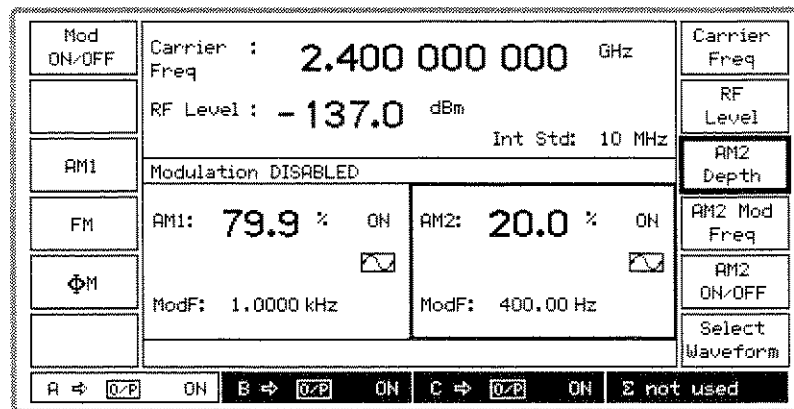 Mod
ON/OFF
AM1
FM
ΦM
Carrier
Freq
: 2.400 000 000 GHz
RF Level : -137.0 dBm
Int Std: 10 MHz
Modulation DISABLED
AM1: 79.9 % ON
ModF: 1.0000 kHz
AM2: 20.0 % ON
ModF: 400.00 Hz
Carrier
Freq
RF
Level
AM2
Depth
AM2 Mod
Freq
AM2
ON/OFF
Select
Waveform
A ⇨ O/P ON
B ⇨ O/P ON
C ⇨ O/P ON
Σ not used